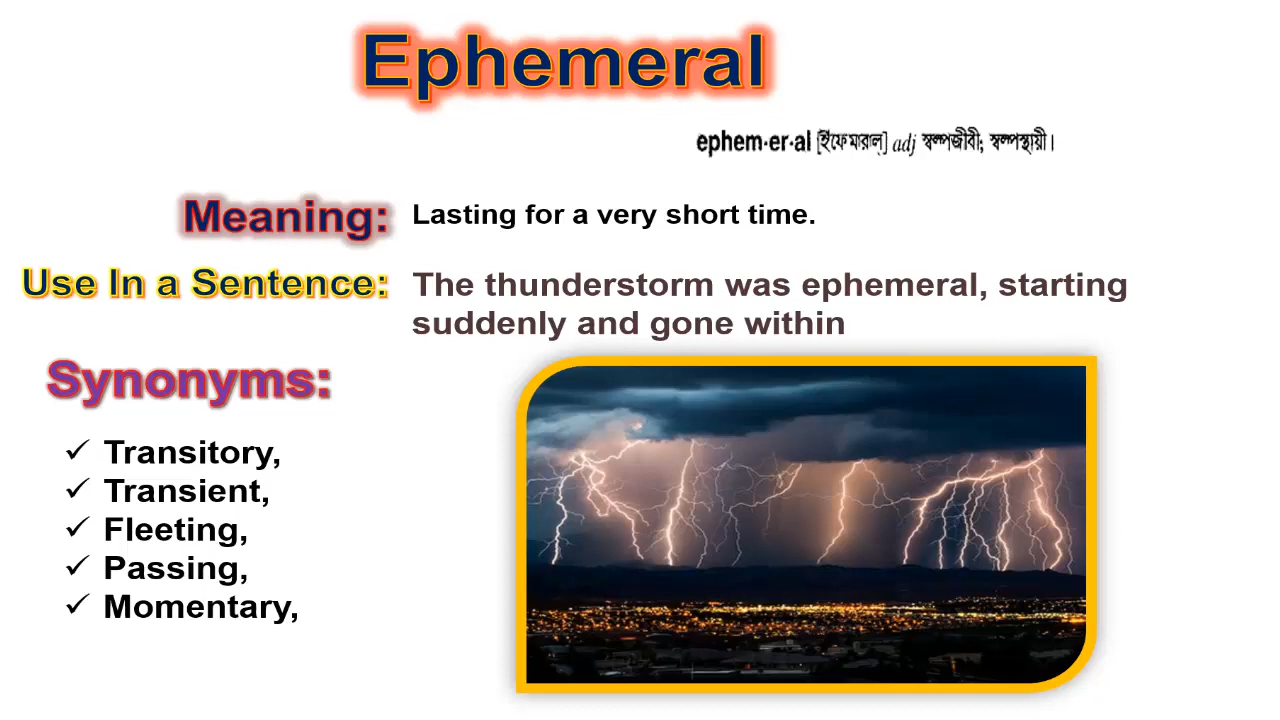 Ephemeral
ephem·er·al [ইফেমারাল্] adj স্বল্পজীবী; স্বল্পস্থায়ী।
Meaning: Lasting for a very short time.
Use In a Sentence: The thunderstorm was ephemeral, starting
suddenly and gone within
Synonyms:
✓ Transitory,
✓ Transient,
✓ Fleeting,
✓ Passing,
✓ Momentary,